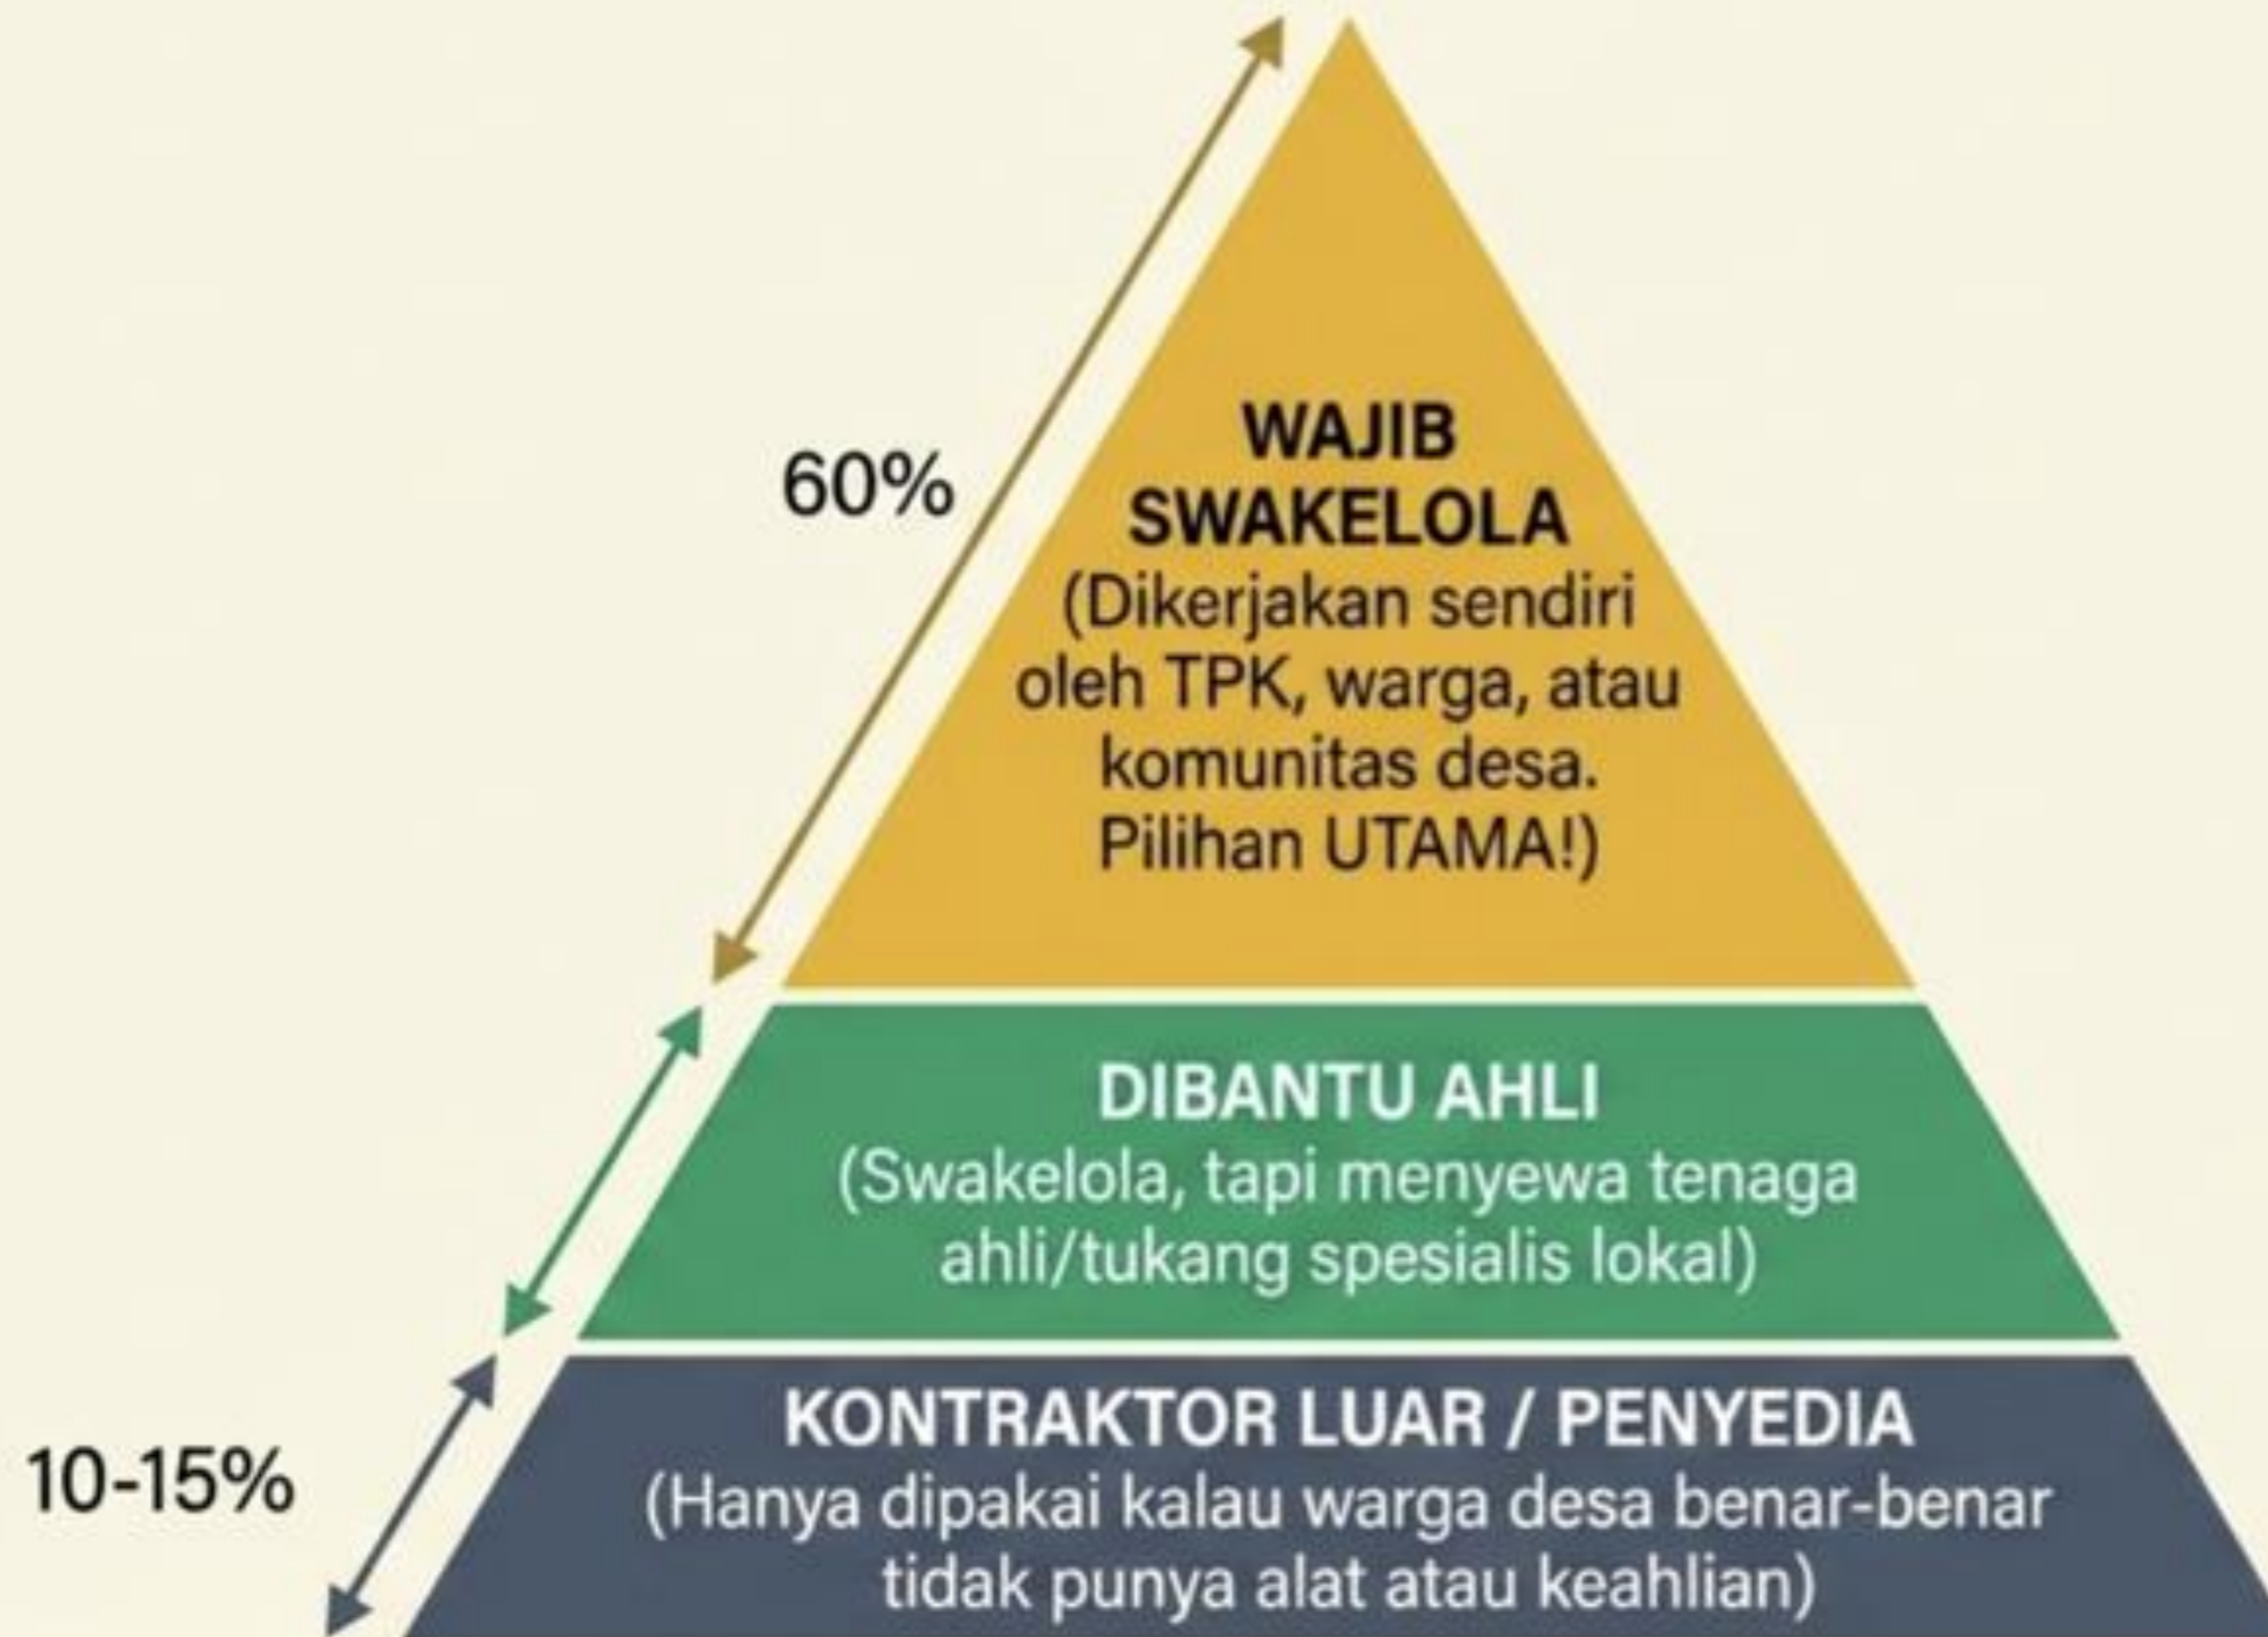 60%
WAJIB
SWAKELOLA
(Dikerjakan sendiri
oleh TPK, warga, atau
komunitas desa.
Pilihan UTAMA!)
DIBANTU AHLI
(Swakelola, tapi menyewa tenaga
ahli/tukang spesialis lokal)
10-15%
KONTRAKTOR LUAR / PENYEDIA
(Hanya dipakai kalau warga desa benar-benar
tidak punya alat atau keahlian)